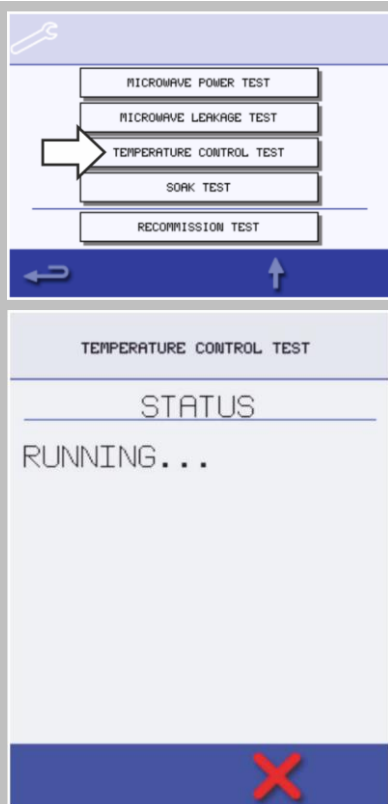 MICROWAVE POWER TEST
MICROWAVE LEAKAGE TEST
TEMPERATURE CONTROL TEST
SOAK TEST
RECOMMISSION TEST
TEMPERATURE CONTROL TEST
STATUS
RUNNING...